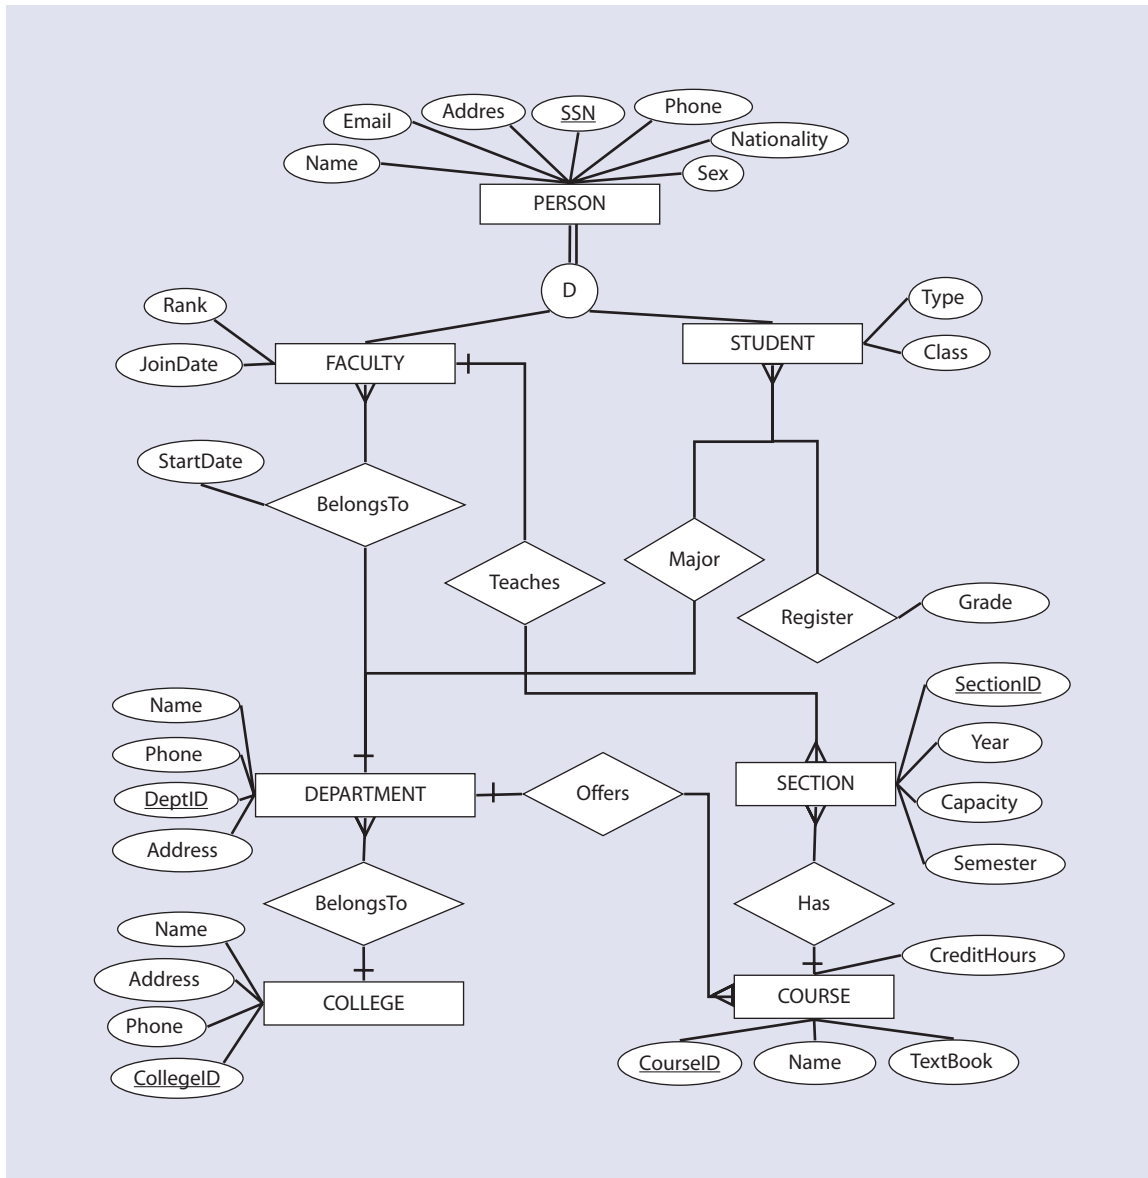 Addres
SSN
Phone
Email
Nationality
Name
Sex
PERSON
D
Rank
Type
STUDENT
JoinDate
FACULTY
Class
StartDate
BelongsTo
Major
Teaches
Register
Grade
SectionID
Name
Year
Phone
SECTION
DeptID
DEPARTMENT
Offers
Capacity
Address
Semester
BelongsTo
Has
Name
CreditHours
Address
COLLEGE
COURSE
Phone
CourseID
Name
TextBook
CollegeID